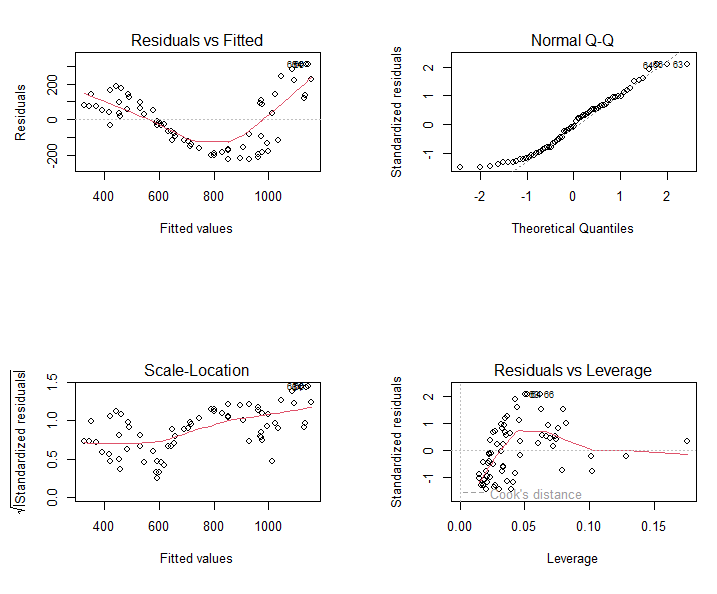 Residuals vs Fitted
Residuals
-200
0
200
400
600
800
1000
Fitted values
Normal Q-Q
Standardized residuals
-1
0
1
2
63
-2
-1
0
1
2
Theoretical Quantiles
Scale-Location
√|Standardized residuals|
0.0
0.5
1.0
1.5
400
600
800
1000
Fitted values
Residuals vs Leverage
Standardized residuals
-1
0
1
2
66
Cook's distance
0.00
0.05
0.10
0.15
Leverage